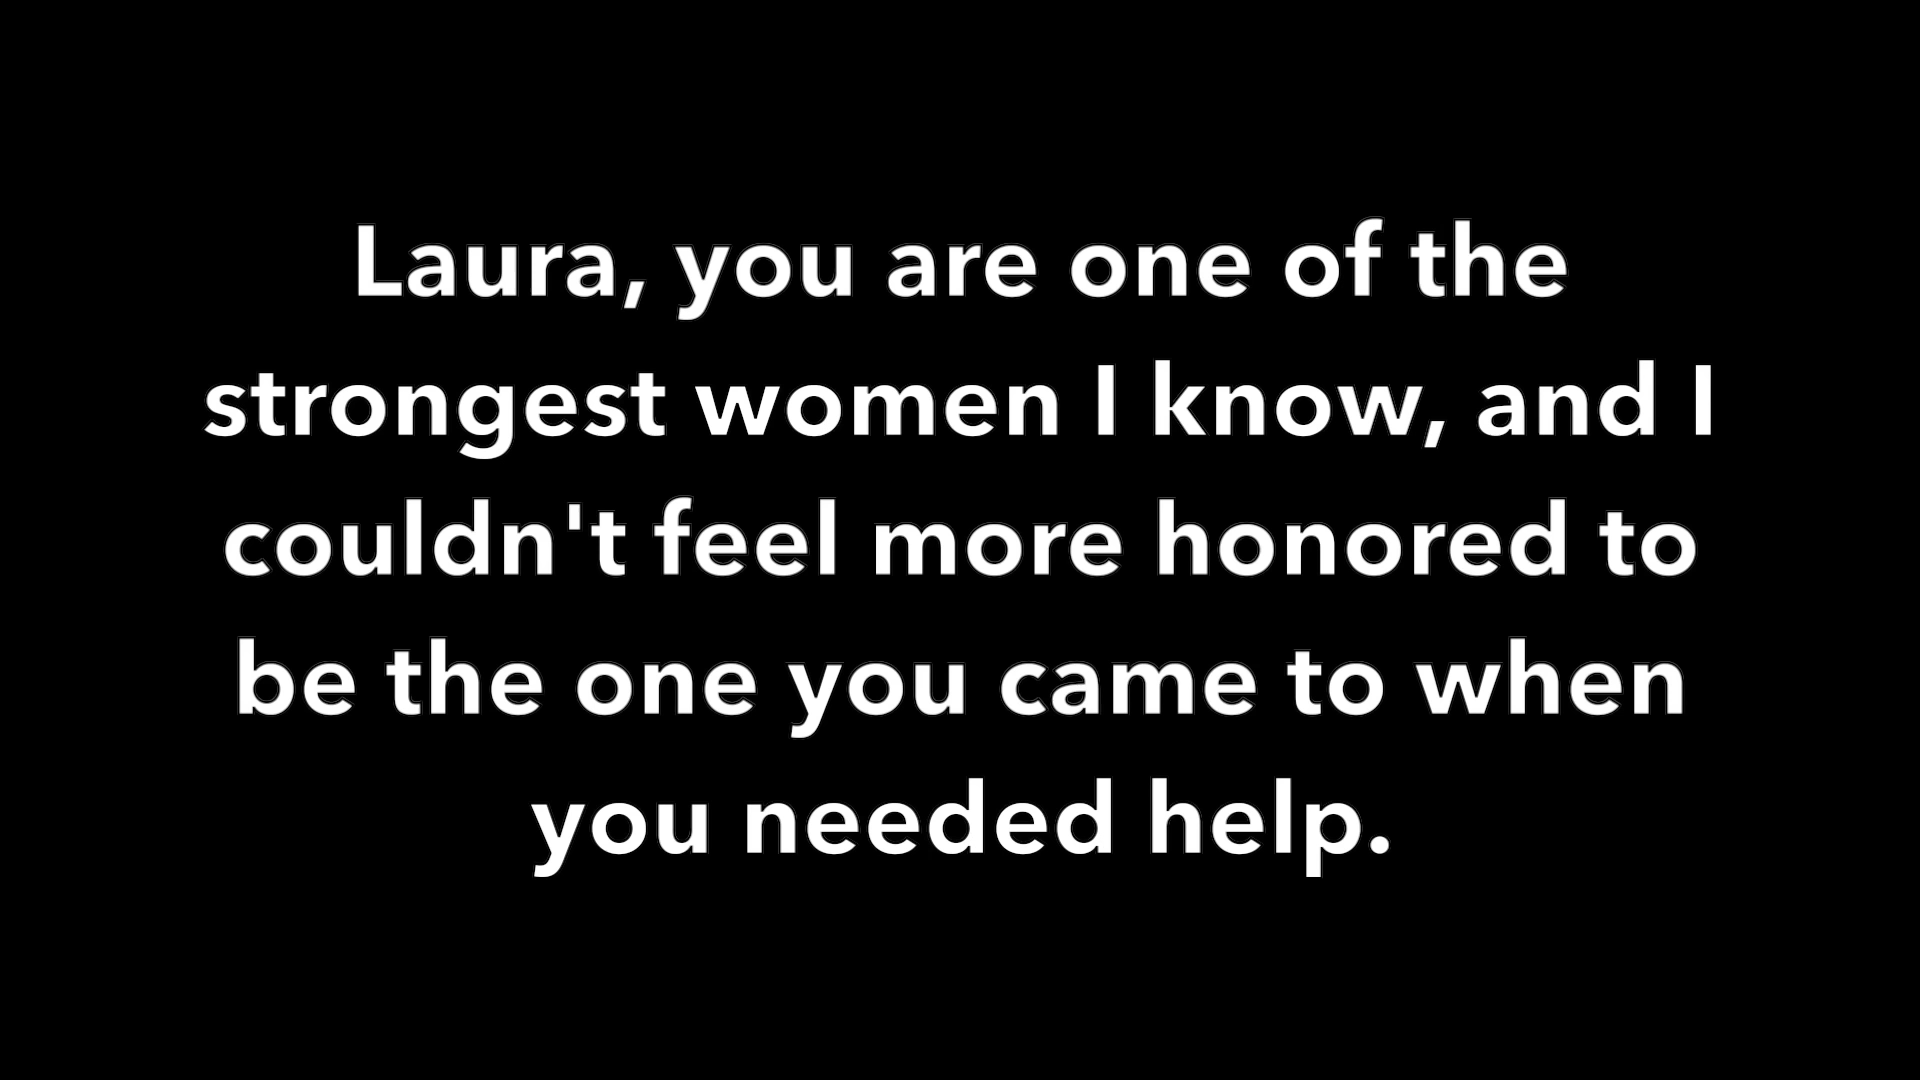 Laura, you are one of the
strongest women I know, and I
couldn't feel more honored to
be the one you came to when
you needed help.